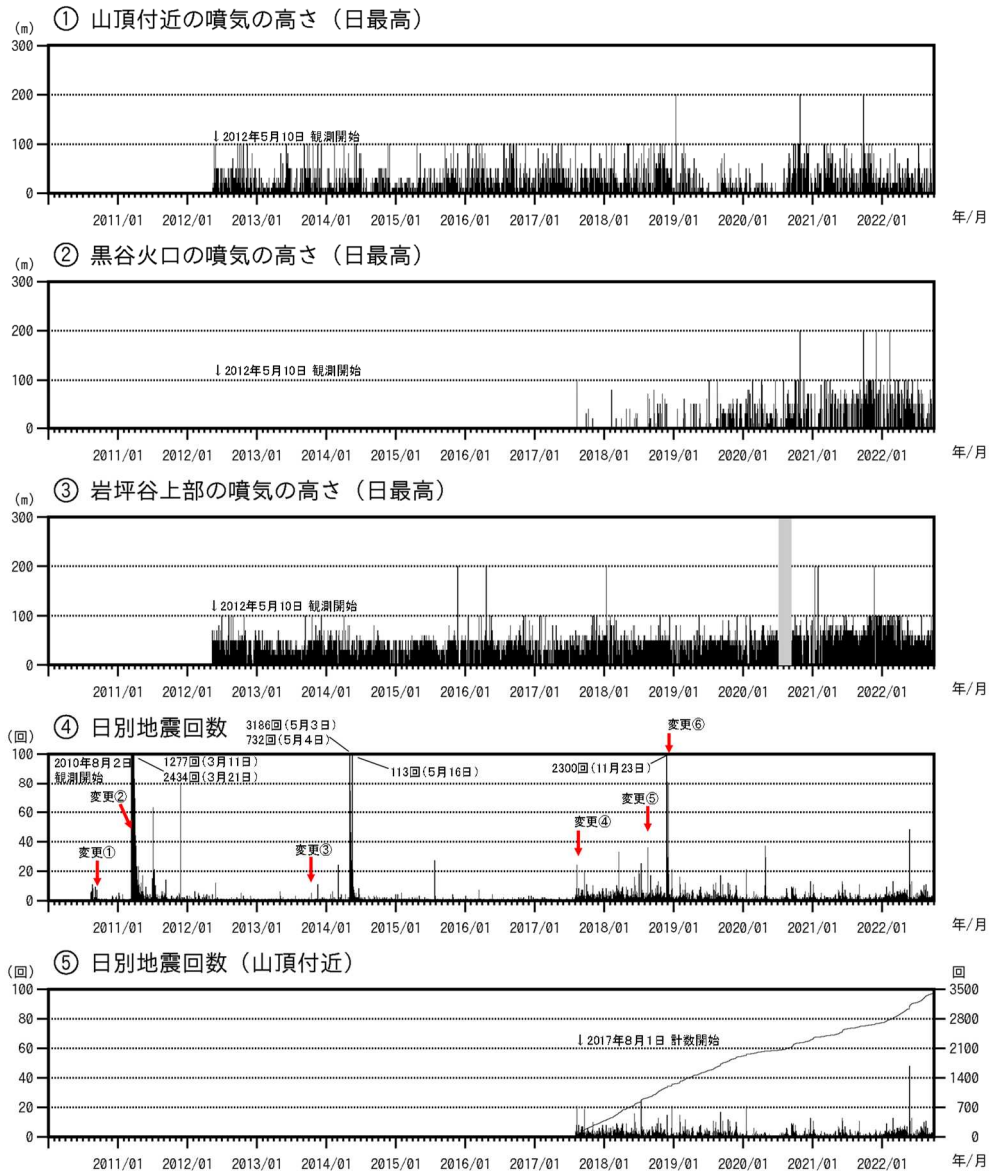 ① 山頂付近の噴気の高さ（日最高）
(m)
300
200
100
0
↓2012年5月10日 観測開始
2011/01 2012/01 2013/01 2014/01 2015/01 2016/01 2017/01 2018/01 2019/01 2020/01 2021/01 2022/01 年/月
② 黒谷火口の噴気の高さ（日最高）
(m)
300
200
100
0
↓2012年5月10日 観測開始
2011/01 2012/01 2013/01 2014/01 2015/01 2016/01 2017/01 2018/01 2019/01 2020/01 2021/01 2022/01 年/月
③ 岩坪谷上部の噴気の高さ（日最高）
(m)
300
200
100
0
↓2012年5月10日 観測開始
2011/01 2012/01 2013/01 2014/01 2015/01 2016/01 2017/01 2018/01 2019/01 2020/01 2021/01 2022/01 年/月
④ 日別地震回数
(回)
100
80
60
40
20
0
2010年8月2日
観測開始
変更①
変更②
1277回(3月11日)
2434回(3月21日)
変更③
3186回(5月3日)
732回(5月4日)
113回(5月16日)
変更④
変更⑤
2300回(11月23日)
変更⑥
2011/01 2012/01 2013/01 2014/01 2015/01 2016/01 2017/01 2018/01 2019/01 2020/01 2021/01 2022/01 年/月
⑤ 日別地震回数（山頂付近）
(回)
100
80
60
40
20
0
↓2017年8月1日 計数開始
回
3500
2800
2100
1400
700
0
2011/01 2012/01 2013/01 2014/01 2015/01 2016/01 2017/01 2018/01 2019/01 2020/01 2021/01 2022/01 年/月